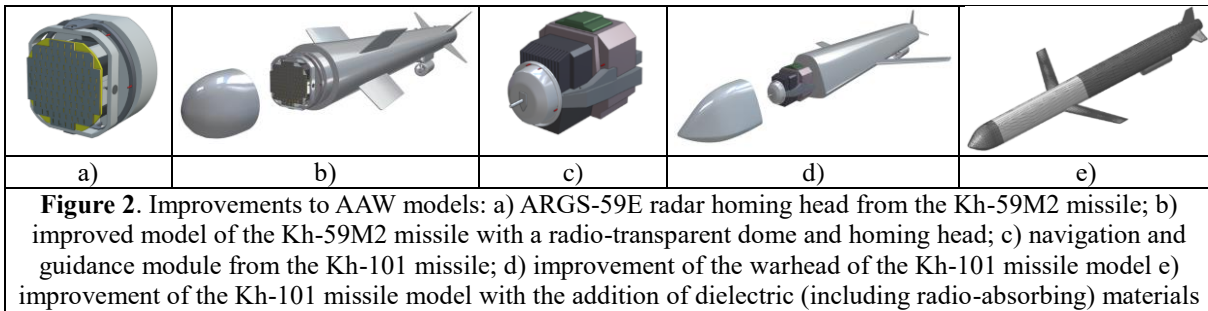 a)
b)
c)
d)
e)
Figure 2. Improvements to AAW models: a) ARGS-59E radar homing head from the Kh-59M2 missile; b)
improved model of the Kh-59M2 missile with a radio-transparent dome and homing head; c) navigation and
guidance module from the Kh-101 missile; d) improvement of the warhead of the Kh-101 missile model e)
improvement of the Kh-101 missile model with the addition of dielectric (including radio-absorbing) materials